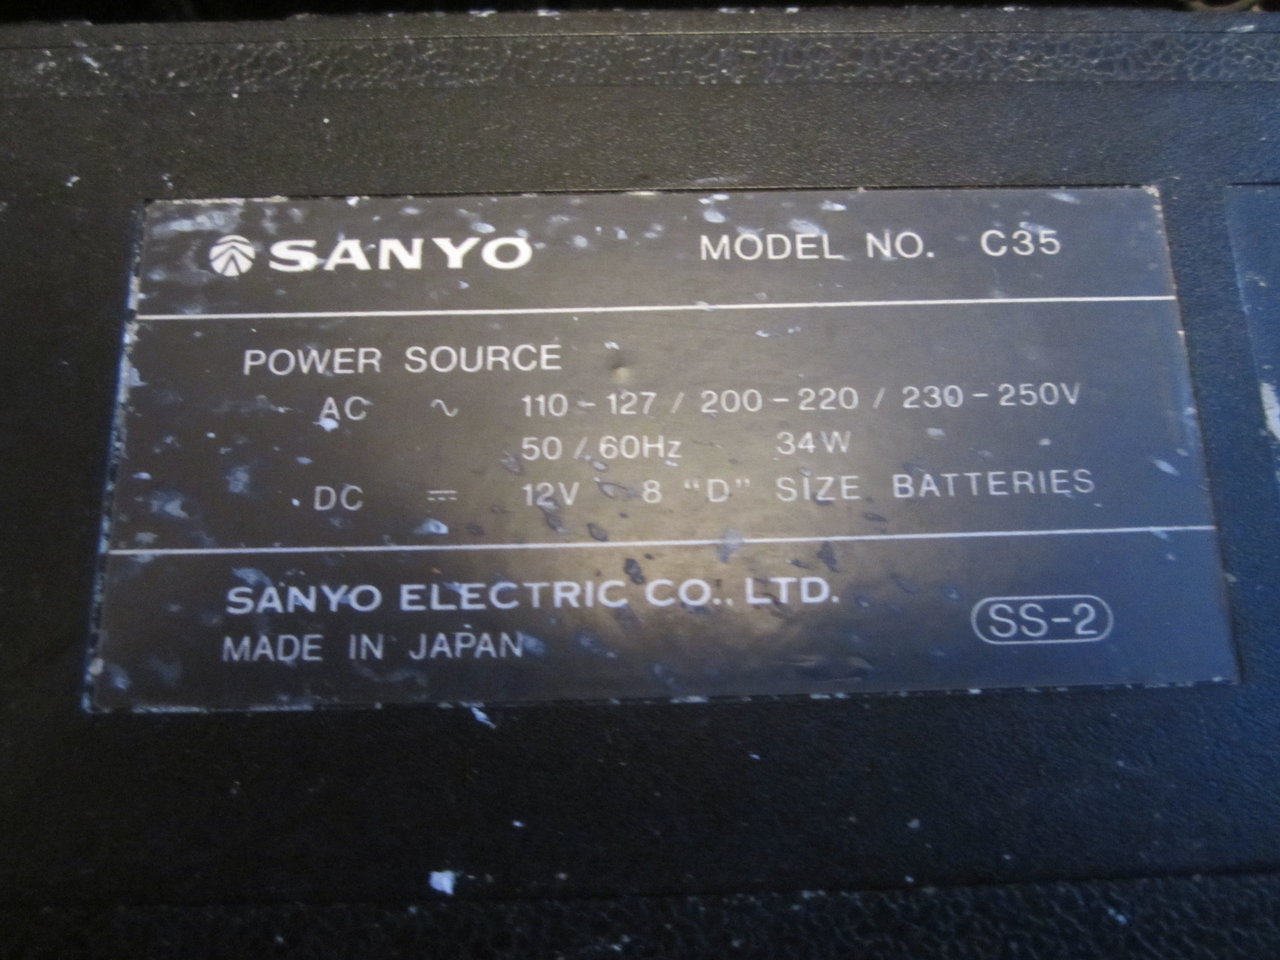 SANYO MODEL NO. C35
POWER SOURCE
AC ∿ 110-127 / 200-220 / 230-250V
50 / 60Hz 34W
DC ⎓ 12V 8 "D" SIZE BATTERIES
SANYO ELECTRIC CO., LTD.
MADE IN JAPAN
SS-2